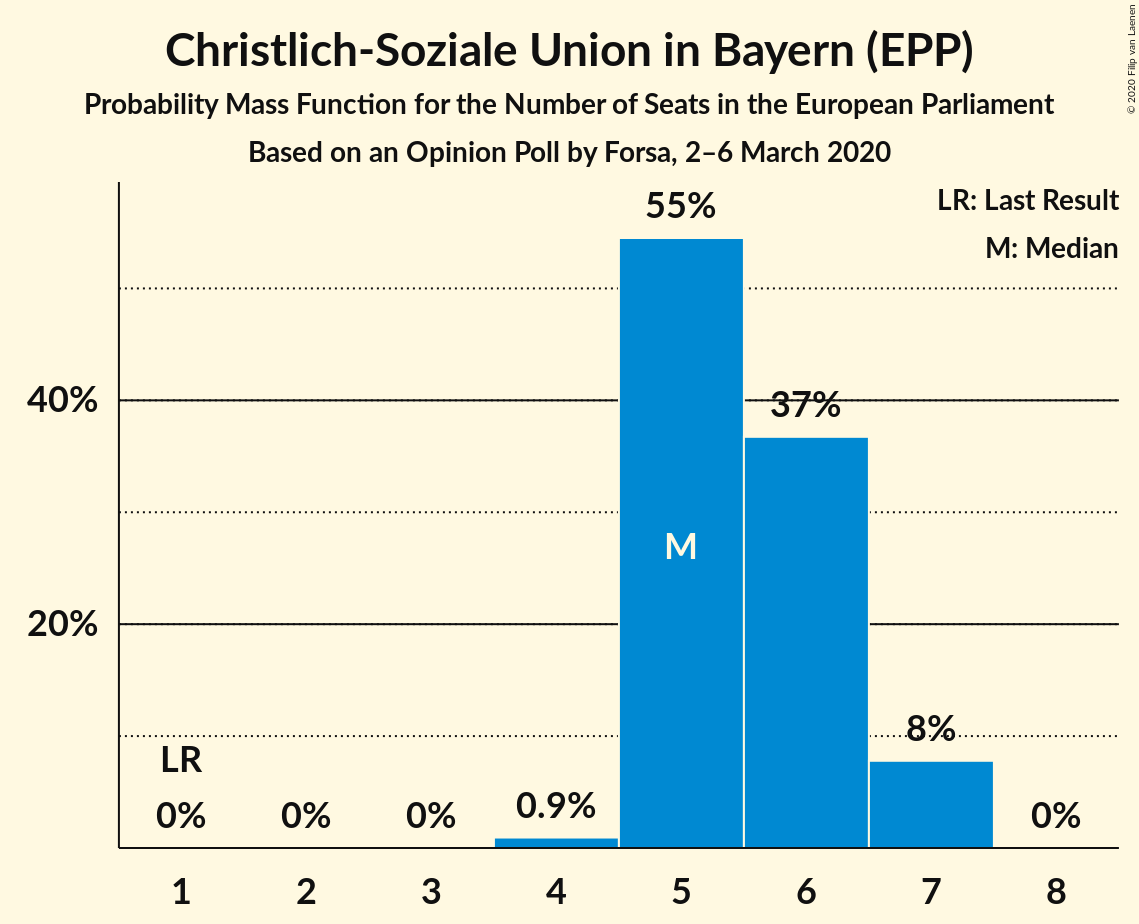 Christlich-Soziale Union in Bayern (EPP)
Probability Mass Function for the Number of Seats in the European Parliament
Based on an Opinion Poll by Forsa, 2–6 March 2020
© 2020 Filip van Laenen
LR: Last Result
M: Median
55%
40%
37%
M
20%
8%
LR
0%
0%
0%
0.9%
0%
1 2 3 4 5 6 7 8